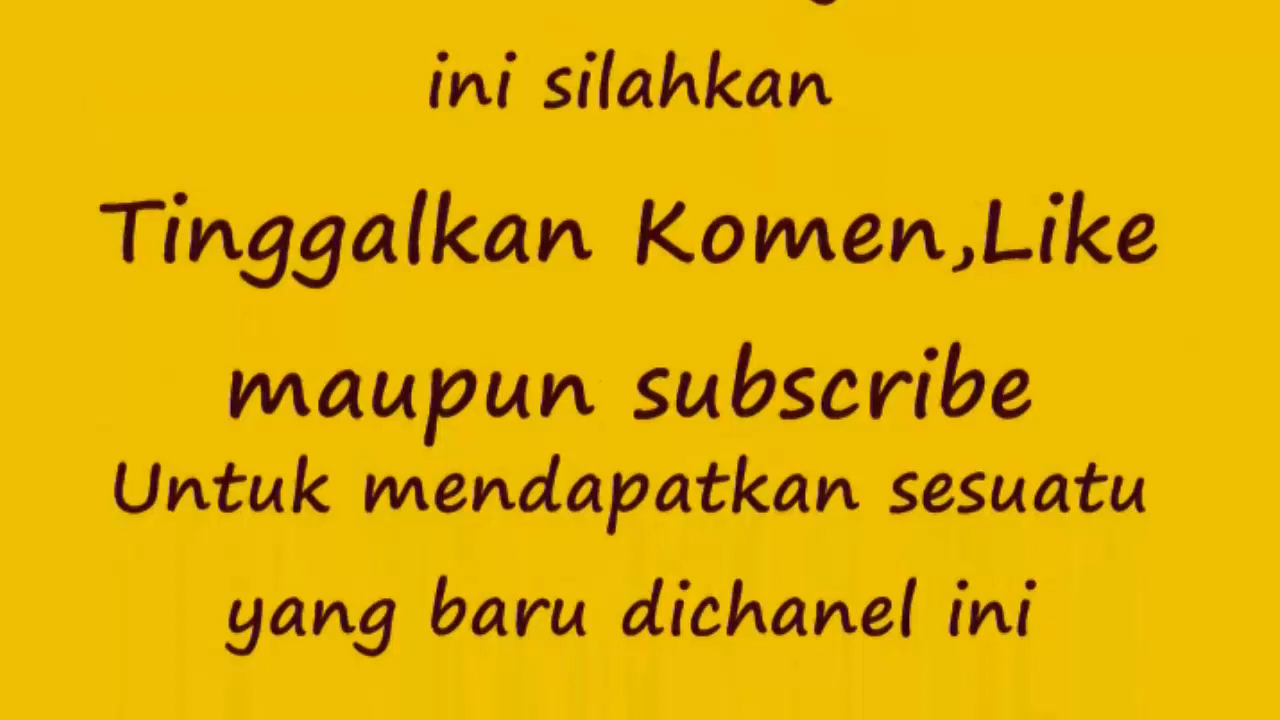 ini silahkan
Tinggalkan Komen,Like
maupun subscribe
Untuk mendapatkan sesuatu
yang baru dichanel ini